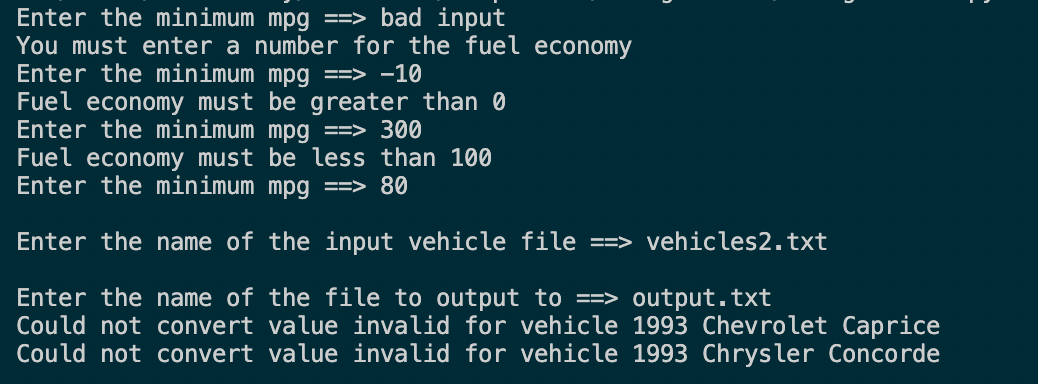 Enter the minimum mpg ==> bad input
You must enter a number for the fuel economy
Enter the minimum mpg ==> -10
Fuel economy must be greater than 0
Enter the minimum mpg ==> 300
Fuel economy must be less than 100
Enter the minimum mpg ==> 80
Enter the name of the input vehicle file ==> vehicles2.txt
Enter the name of the file to output to ==> output.txt
Could not convert value invalid for vehicle 1993 Chevrolet Caprice
Could not convert value invalid for vehicle 1993 Chrysler Concorde